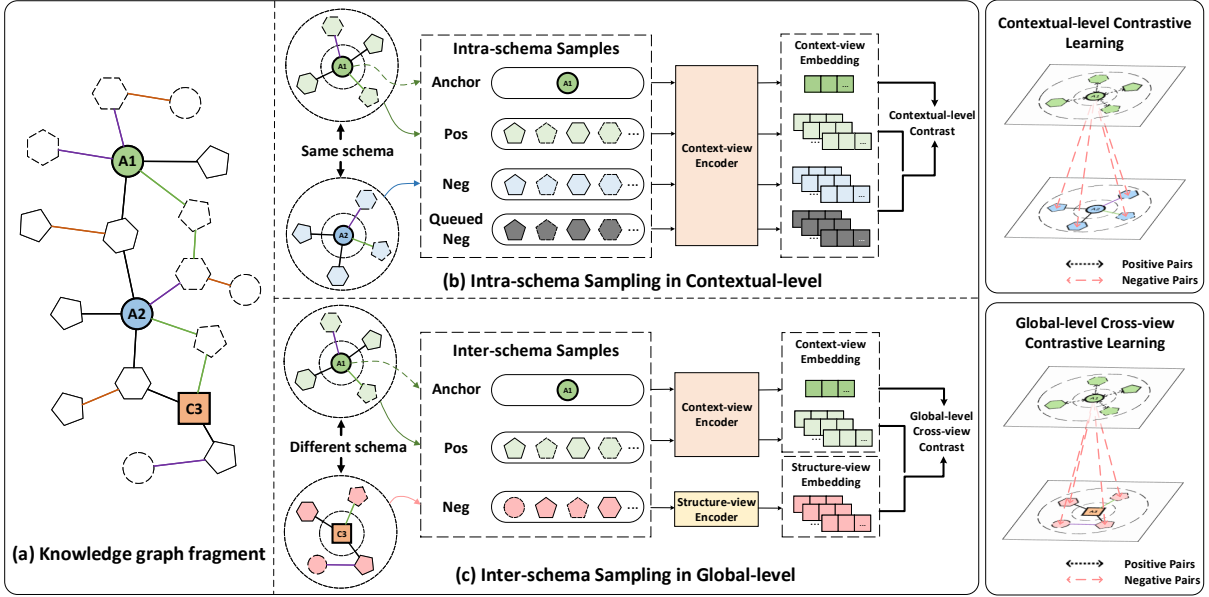 A1
A2
C3
(a) Knowledge graph fragment
A1
Same schema
A2
Intra-schema Samples
Anchor
A1
Pos
...
Neg
...
Queued
Neg
...
Context-view
Encoder
Context-view
Embedding
...
...
...
...
...
...
...
Contextual-level
Contrast
(b) Intra-schema Sampling in Contextual-level
A1
Different schema
C3
Inter-schema Samples
Anchor
A1
Pos
...
Neg
...
Context-view
Encoder
Structure-view
Encoder
Context-view
Embedding
...
...
...
Structure-view
Embedding
...
...
Global-level
Cross-view
Contrast
(c) Inter-schema Sampling in Global-level
Contextual-level Contrastive
Learning
A1
A2
Positive Pairs
Negative Pairs
Global-level Cross-view
Contrastive Learning
A1
Positive Pairs
Negative Pairs